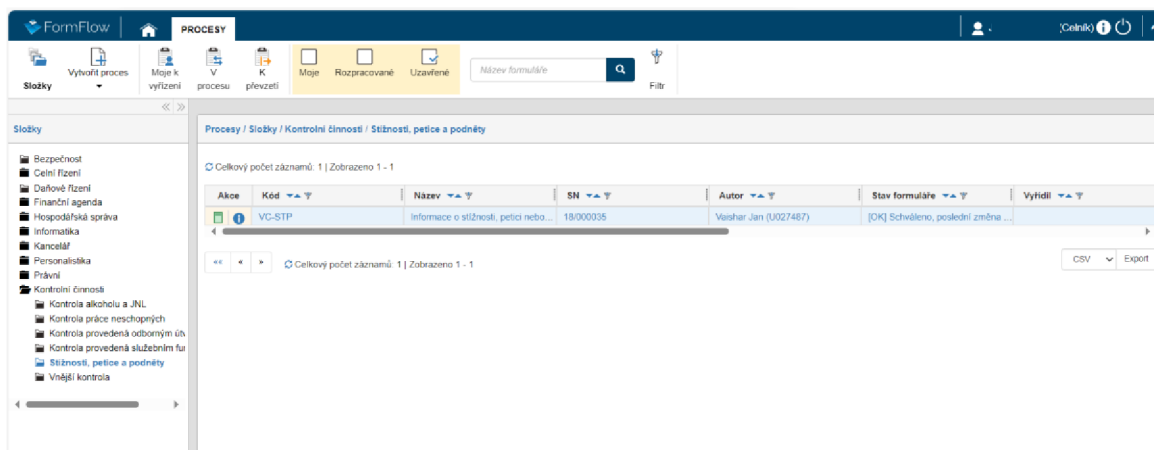 FormFlow
PROCESY
(Celník)
Složky
Vytvořit proces
Moje k vyřízení
V procesu
K převzetí
Moje
Rozpracované
Uzavřené
Název formuláře
Filtr
Složky
Procesy / Složky / Kontrolní činnosti / Stížnosti, petice a podněty
Bezpečnost
Celní řízení
Daňové řízení
Finanční agenda
Hospodářská správa
Informatika
Kancelář
Personalistika
Právní
Kontrolní činnosti
Kontrola alkoholu a JNL
Kontrola práce neschopných
Kontrola provedená odborným útv
Kontrola provedená služebním fun
Stížnosti, petice a podněty
Vnější kontrola
Celkový počet záznamů: 1 | Zobrazeno 1 - 1
Akce Kód Název SN Autor Stav formuláře Vyřídil
VC-STP Informace o stížnosti, petici nebo... 18/000035 Vaishar Jan (U027487) [OK] Schváleno, poslední změna ...
«« « » Celkový počet záznamů: 1 | Zobrazeno 1 - 1
CSV Export